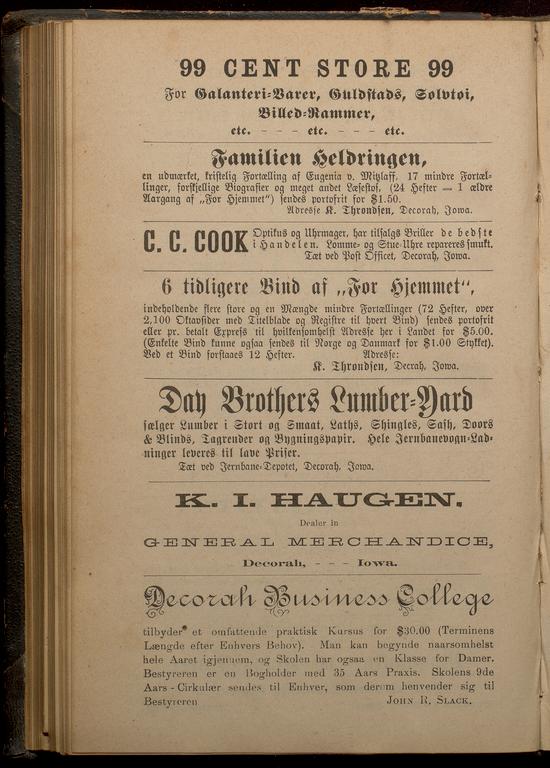 99 CENT STORE 99
For Galanteri-Varer, Guldstads, Sølvtøi,
Billed-Rammer,
etc. - - - etc. - - - etc.
Familien Heldringen,
en udmærket, kristelig Fortælling af Eugenia v. Mitzlaff, 17 mindre Fortæl-
linger, forskjellige Biografier og meget andet Læsestof, (24 Hefter = 1 ældre
Aargang af „For Hjemmet") sendes portofrit for $1.50.
Adresse K. Throndsen, Decorah, Iowa.
C. C. COOK
Optikus og Uhrmager, har tilsalgs Briller de bedste
i Handelen. Lomme- og Stue-Uhre repareres smukt.
Tæt ved Post Officet, Decorah, Iowa.
6 tidligere Bind af „For Hjemmet",
indeholdende flere store og en Mængde mindre Fortællinger (72 Hefter, over
2,100 Oktavsider med Titelblade og Registre til hvert Bind) sendes portofrit
eller pr. betalt Expreß til hvilkensomhelst Adresse her i Landet for $5.00.
(Enkelte Bind kunne ogsaa sendes til Norge og Danmark for $1.00 Stykket).
Ved et Bind forstaaes 12 Hefter. Adresse:
K. Throndsen, Decrah, Iowa.
Day Brothers Lumber-Yard
sælger Lumber i Stort og Smaat, Laths, Shingles, Sash, Doors
& Blinds, Tagrender og Bygningspapir. Hele Jernbanevogn-Lad-
ninger leveres til lave Priser.
Tæt ved Jernbane-Depotet, Decorah, Iowa.
K. I. HAUGEN,
Dealer in
GENERAL MERCHANDICE,
Decorah, - - - Iowa.
Decorah Business College
tilbyder et omfattende praktisk Kursus for $30.00 (Terminens
Længde efter Enhvers Behov). Man kan begynde naarsomhelst
hele Aaret igjennem, og Skolen har ogsaa en Klasse for Damer.
Bestyreren er en Bogholder med 35 Aars Praxis. Skolens 9de
Aars-Cirkulær sendes til Enhver, som derom henvender sig til
Bestyreren JOHN R. SLACK.